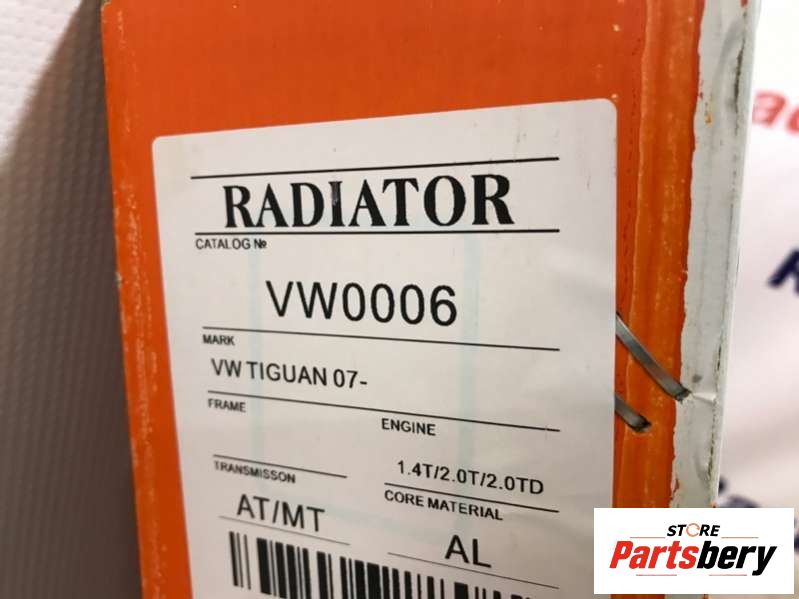 RADIATOR
CATALOG №
VW0006
MARK
VW TIGUAN 07-
FRAME
ENGINE
1.4T/2.0T/2.0TD
TRANSMISSON
CORE MATERIAL
AT/MT
AL
STORE
Partsbery